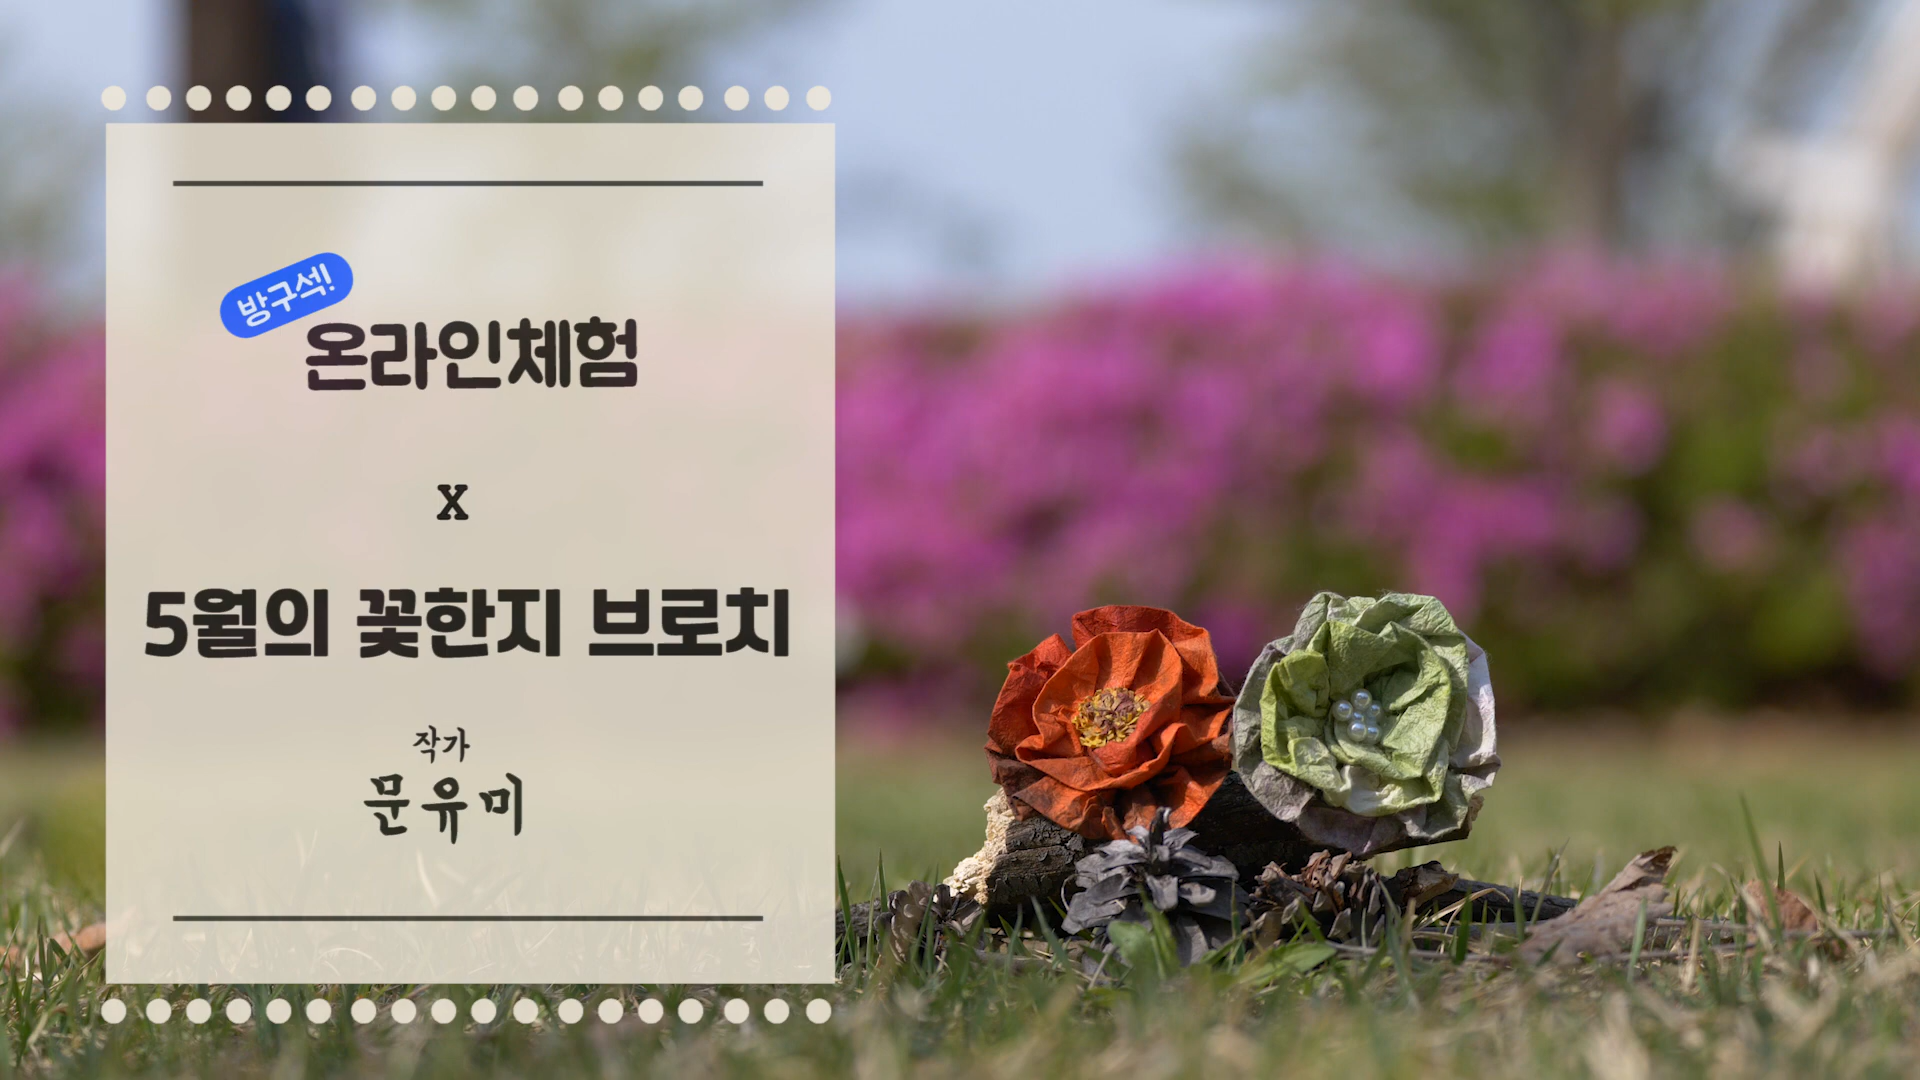 방구석!
온라인체험
x
5월의 꽃한지 브로치
작가
문유미